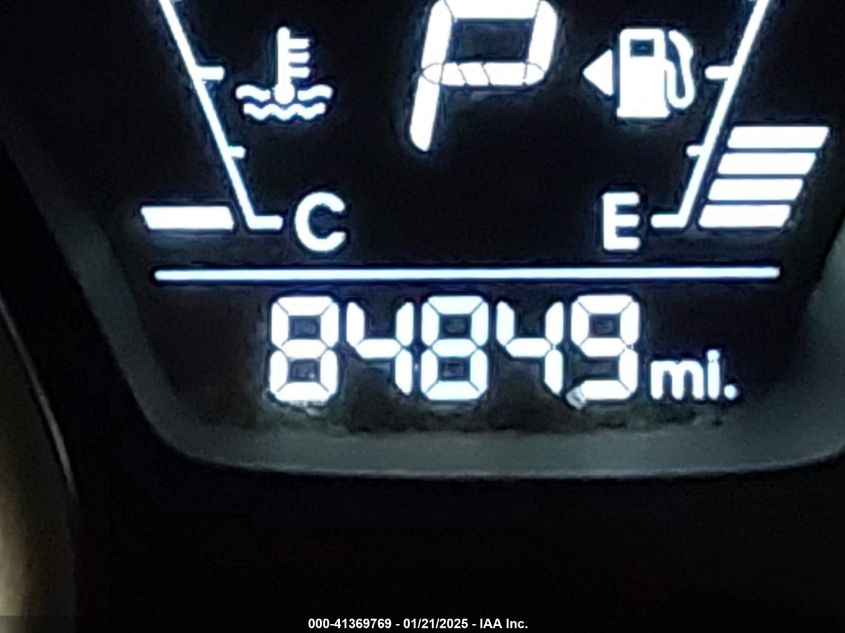 P
C E
84849 mi.
000-41369769 - 01/21/2025 - IAA Inc.